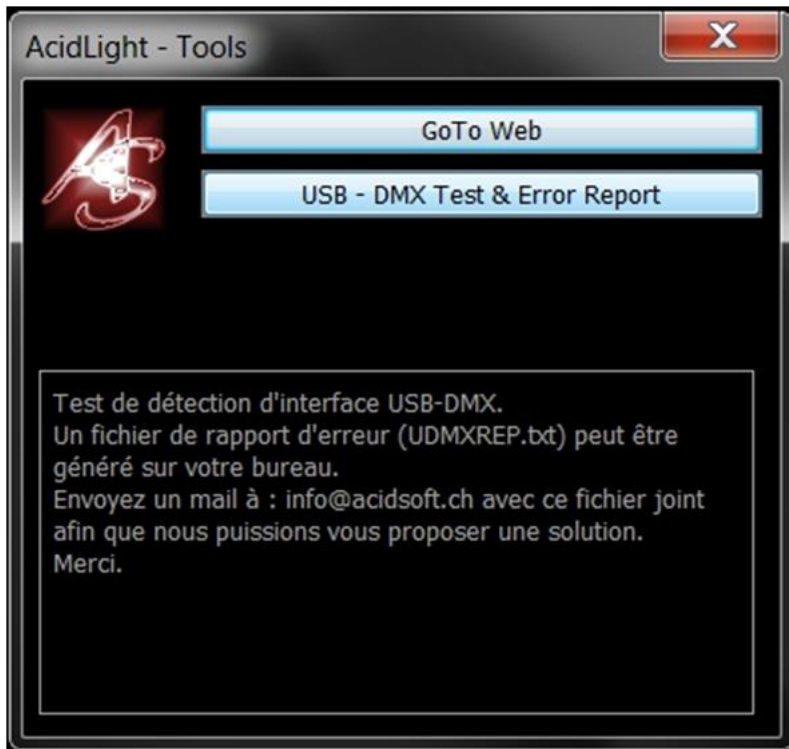 AcidLight - Tools
GoTo Web
USB - DMX Test & Error Report
Test de détection d'interface USB-DMX.
Un fichier de rapport d'erreur (UDMXREP.txt) peut être
généré sur votre bureau.
Envoyez un mail à : info@acidsoft.ch avec ce fichier joint
afin que nous puissions vous proposer une solution.
Merci.